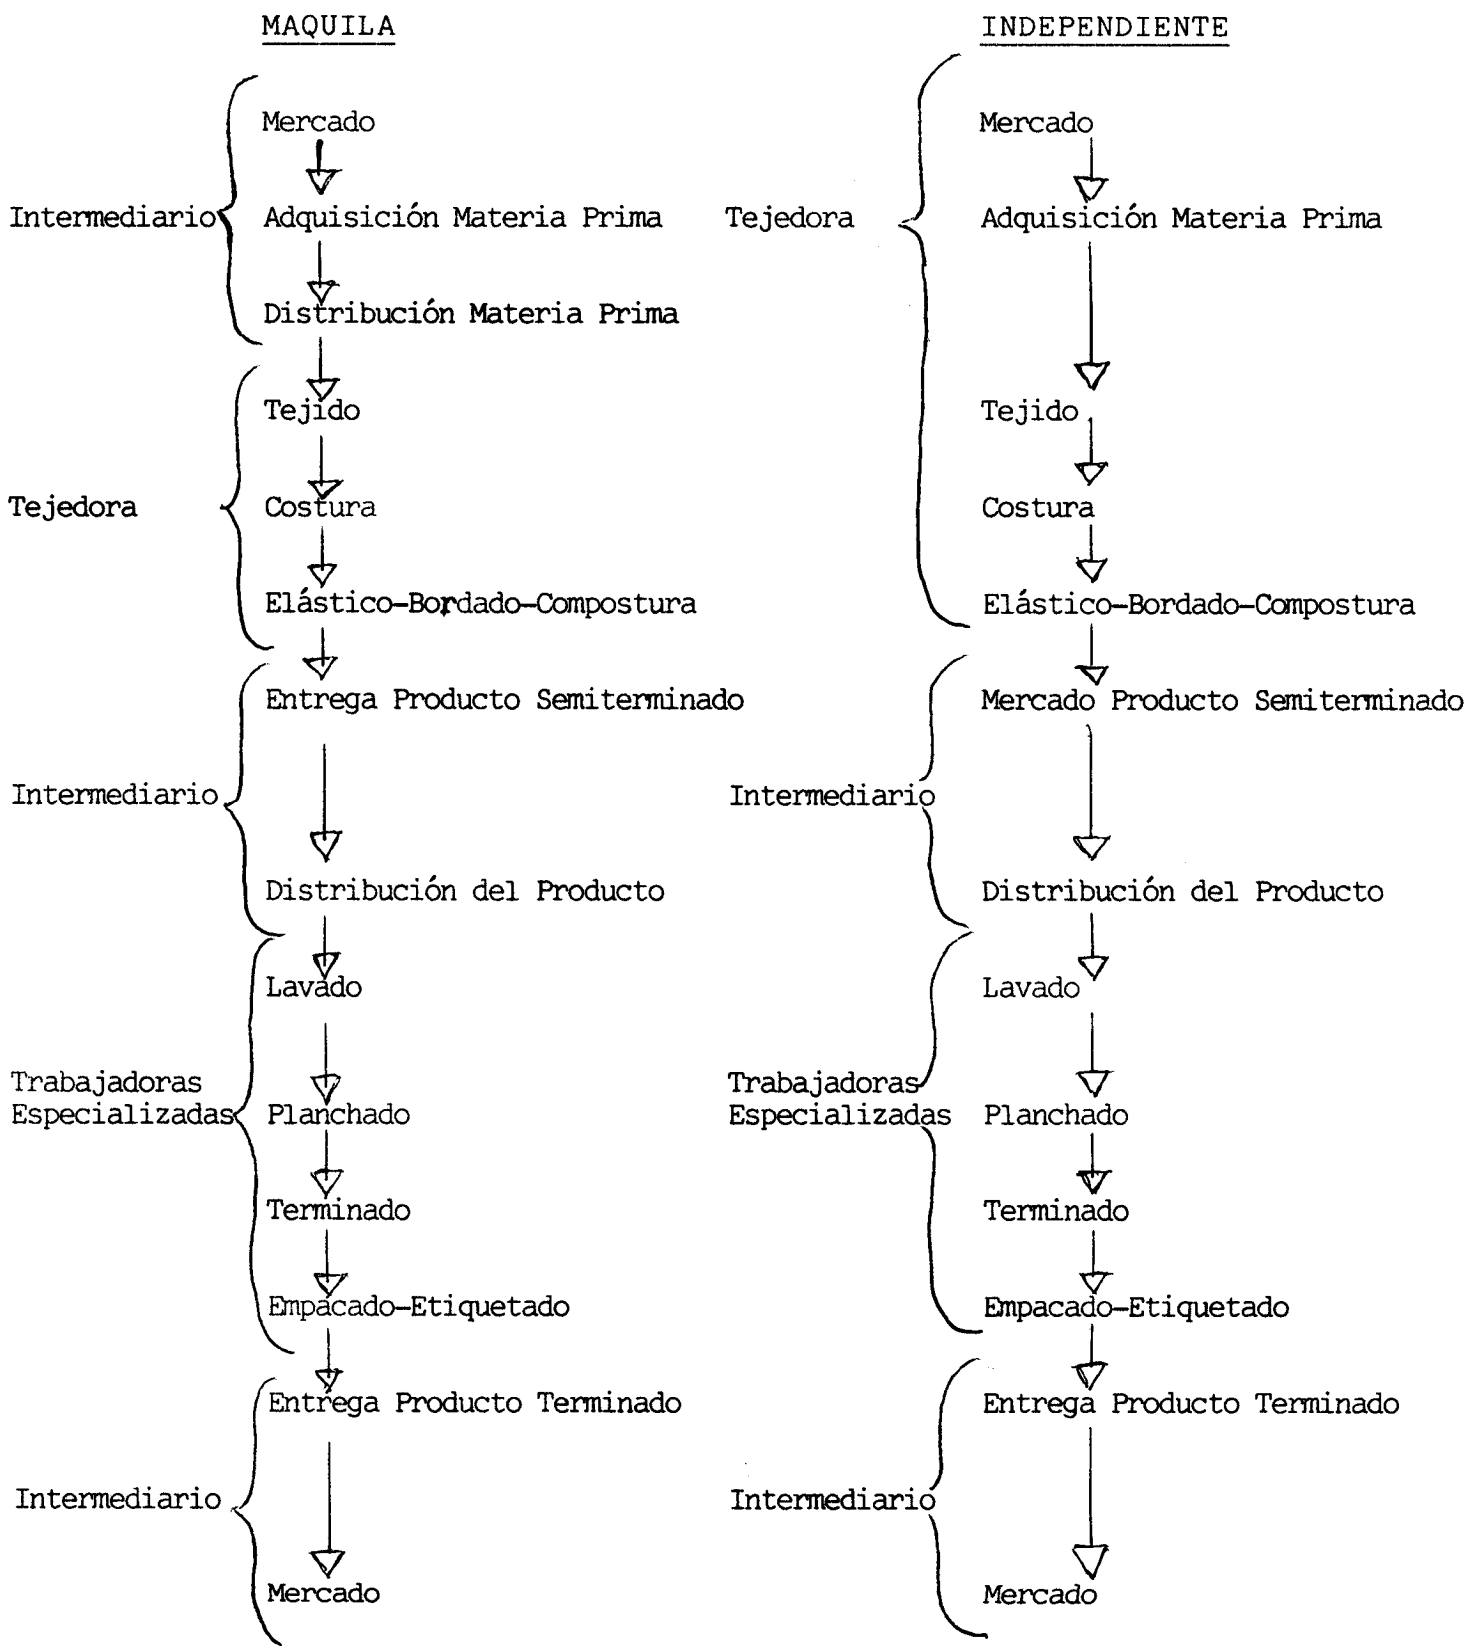 MAQUILA
Mercado
Intermediario
Adquisición Materia Prima
Distribución Materia Prima
Tejido
Tejedora
Costura
Elástico-Bordado-Compostura
Entrega Producto Semiterminado
Intermediario
Distribución del Producto
Lavado
Trabajadoras
Especializadas
Planchado
Terminado
Empacado-Etiquetado
Entrega Producto Terminado
Intermediario
Mercado
INDEPENDIENTE
Mercado
Tejedora
Adquisición Materia Prima
Tejido
Costura
Elástico-Bordado-Compostura
Mercado Producto Semiterminado
Intermediario
Distribución del Producto
Lavado
Trabajadoras
Especializadas
Planchado
Terminado
Empacado-Etiquetado
Entrega Producto Terminado
Intermediario
Mercado